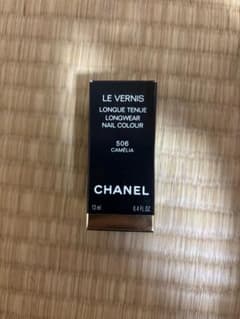 LE VERNIS
LONGUE TENUE
LONGWEAR
NAIL COLOUR
506
CAMÉLIA
CHANEL
13 ml 0.4 FL. OZ.